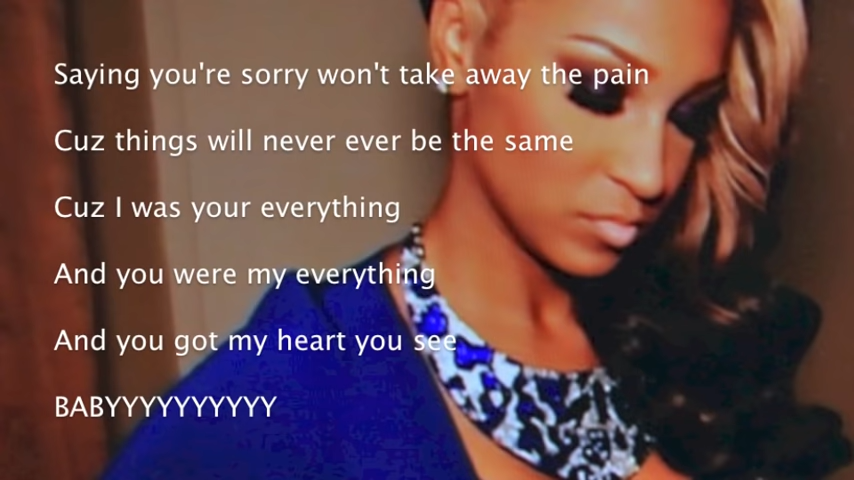 Saying you're sorry won't take away the pain
Cuz things will never ever be the same
Cuz I was your everything
And you were my everything
And you got my heart you see
BABYYYYYYYYYY